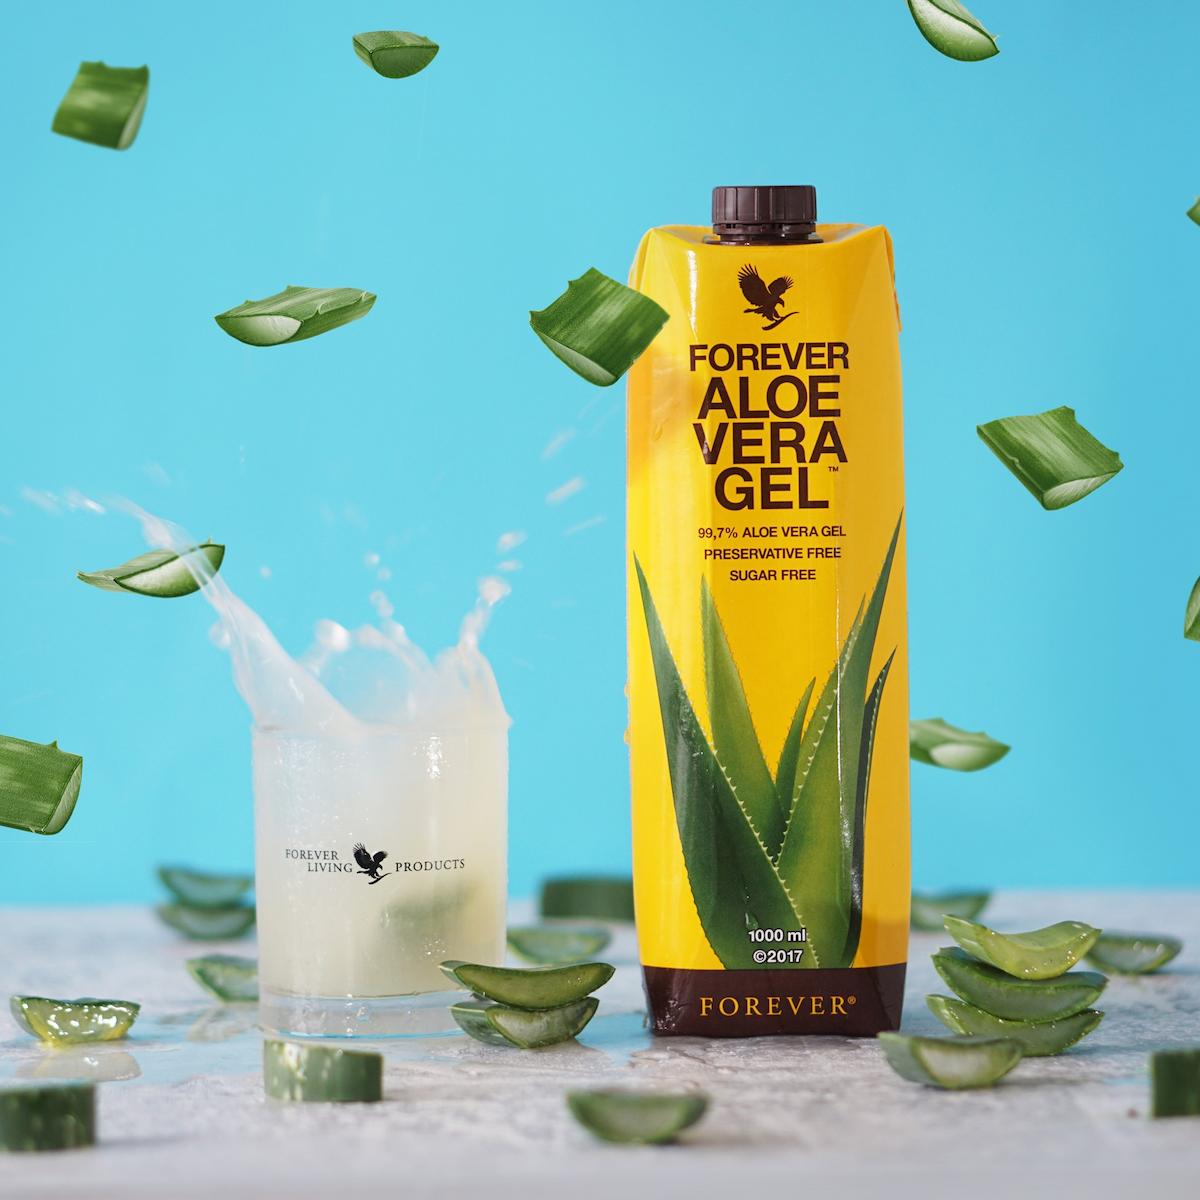 FOREVER
ALOE
VERA
GEL™
99,7% ALOE VERA GEL
PRESERVATIVE FREE
SUGAR FREE
1000 ml
©2017
FOREVER®
FOREVER
LIVING PRODUCTS